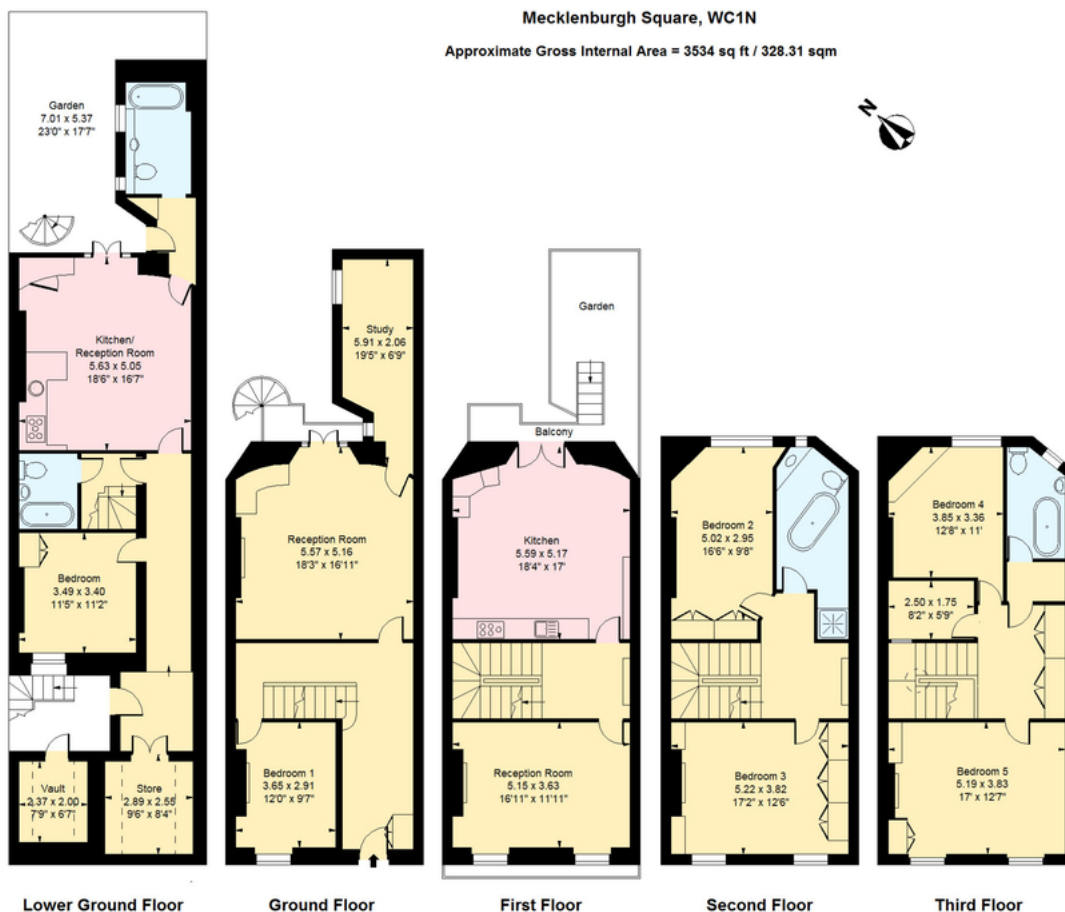 Mecklenburgh Square, WC1N
Approximate Gross Internal Area = 3534 sq ft / 328.31 sqm
N
Garden
7.01 x 5.37
23'0" x 17'7"
Kitchen/
Reception Room
5.63 x 5.05
18'6" x 16'7"
Bedroom
3.49 x 3.40
11'5" x 11'2"
Vault
2.37 x 2.00
7'9" x 6'7"
Store
2.89 x 2.55
9'6" x 8'4"
Lower Ground Floor
Study
5.91 x 2.06
19'5" x 6'9"
Reception Room
5.57 x 5.16
18'3" x 16'11"
Bedroom 1
3.65 x 2.91
12'0" x 9'7"
Ground Floor
Garden
Balcony
Kitchen
5.59 x 5.17
18'4" x 17'
Reception Room
5.15 x 3.63
16'11" x 11'11"
First Floor
Bedroom 2
5.02 x 2.95
16'6" x 9'8"
Bedroom 3
5.22 x 3.82
17'2" x 12'6"
Second Floor
Bedroom 4
3.85 x 3.36
12'8" x 11'
2.50 x 1.75
8'2" x 5'9"
Bedroom 5
5.19 x 3.83
17' x 12'7"
Third Floor